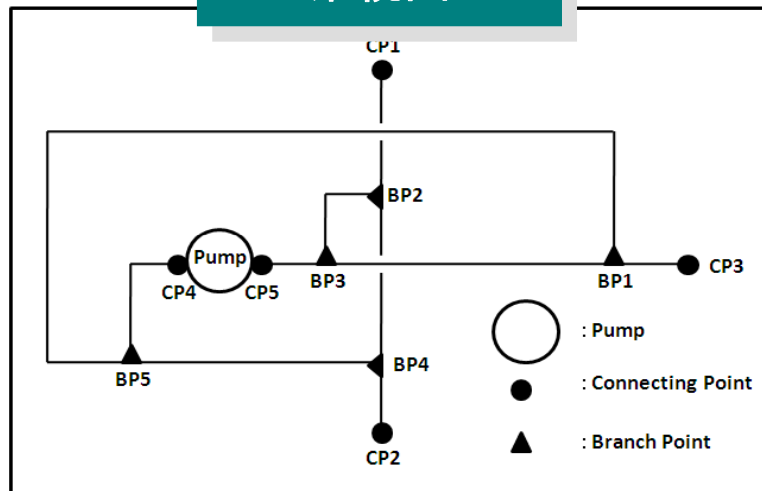 CP1
BP2
Pump
CP4
CP5
BP3
BP1
CP3
: Pump
BP5
BP4
: Connecting Point
CP2
: Branch Point